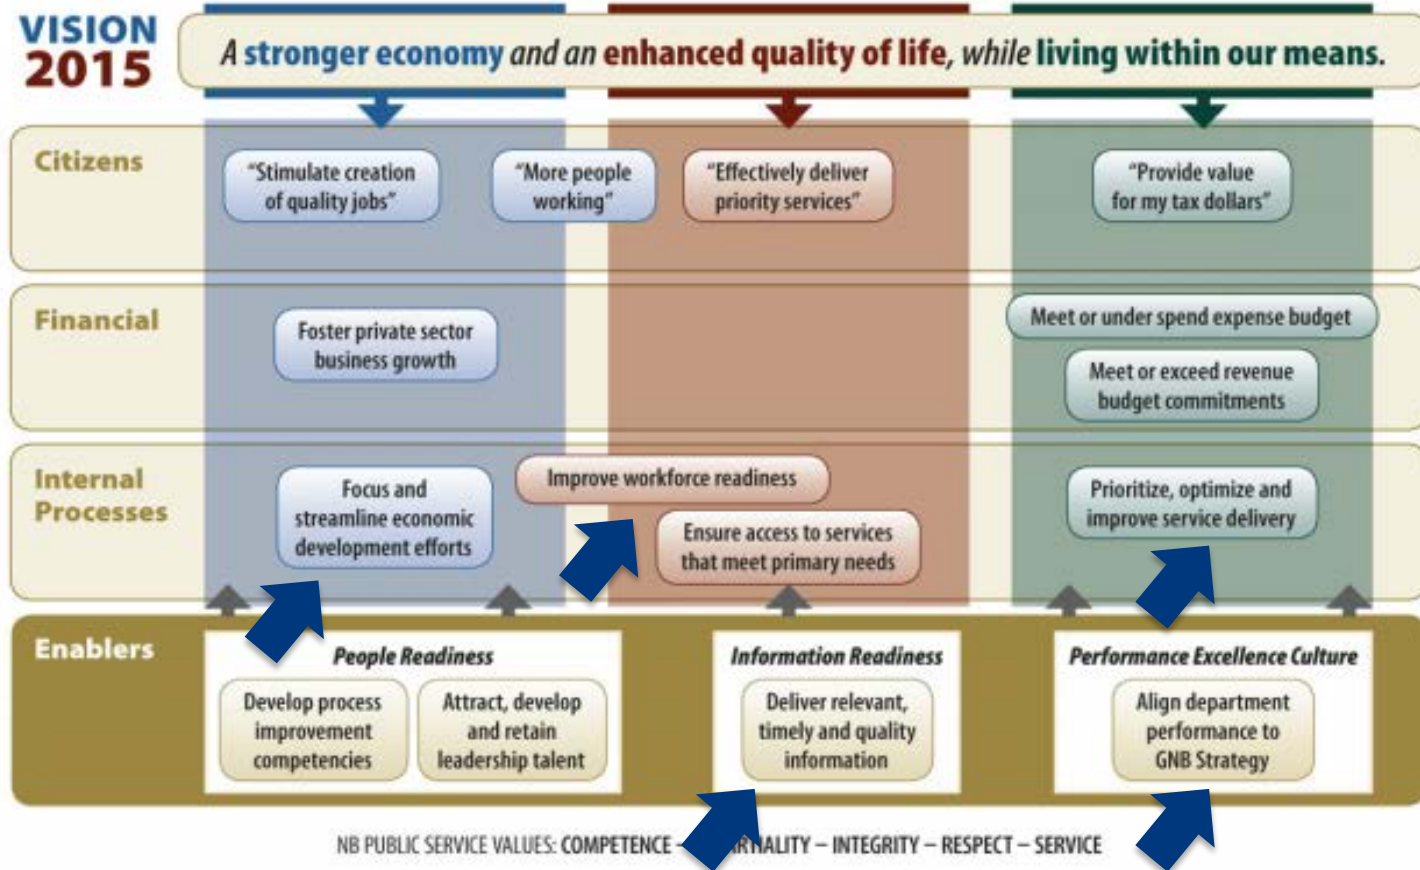 VISION
2015
A stronger economy and an enhanced quality of life, while living within our means.
Citizens
"Stimulate creation
of quality jobs"
"More people
working"
"Effectively deliver
priority services"
"Provide value
for my tax dollars"
Financial
Foster private sector
business growth
Meet or under spend expense budget
Meet or exceed revenue
budget commitments
Internal
Processes
Focus and
streamline economic
development efforts
Improve workforce readiness
Ensure access to services
that meet primary needs
Prioritize, optimize and
improve service delivery
Enablers
People Readiness
Develop process
improvement
competencies
Attract, develop
and retain
leadership talent
Information Readiness
Deliver relevant,
timely and quality
information
Performance Excellence Culture
Align department
performance to
GNB Strategy
NB PUBLIC SERVICE VALUES: COMPETENCE – – INTEGRITY – RESPECT – SERVICE